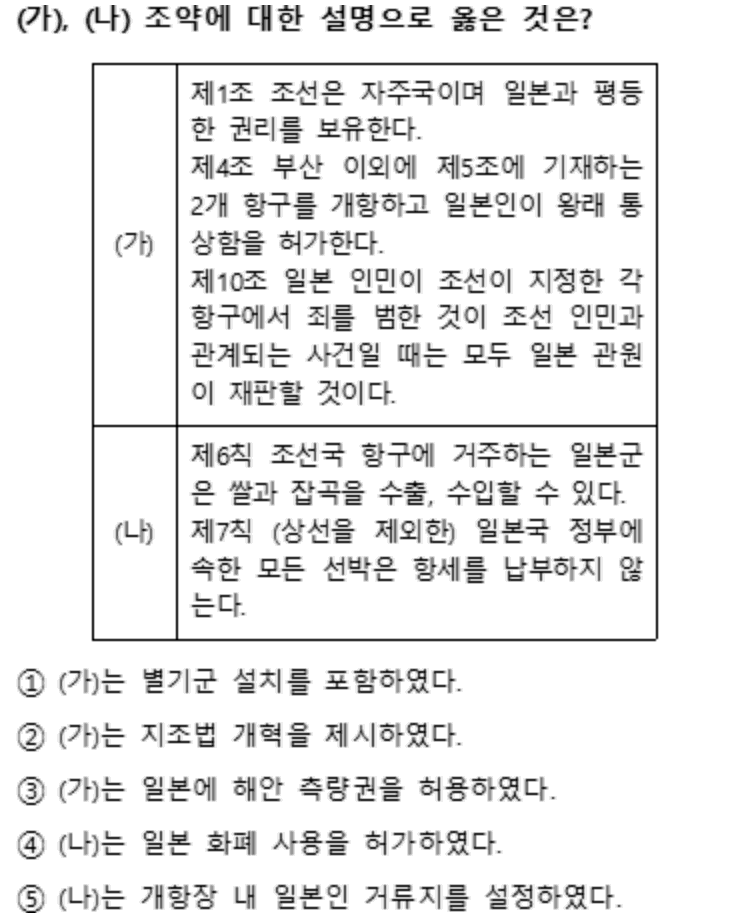 (가), (나) 조약에 대한 설명으로 옳은 것은?
제1조 조선은 자주국이며 일본과 평등
한 권리를 보유한다.
제4조 부산 이외에 제5조에 기재하는
2개 항구를 개항하고 일본인이 왕래 통
(가) 상함을 허가한다.
제10조 일본 인민이 조선이 지정한 각
항구에서 죄를 범한 것이 조선 인민과
관계되는 사건일 때는 모두 일본 관원
이 재판할 것이다.
제6칙 조선국 항구에 거주하는 일본군
은 쌀과 잡곡을 수출, 수입할 수 있다.
(나) 제7칙 (상선을 제외한) 일본국 정부에
속한 모든 선박은 항세를 납부하지 않
는다.
① (가)는 별기군 설치를 포함하였다.
② (가)는 지조법 개혁을 제시하였다.
③ (가)는 일본에 해안 측량권을 허용하였다.
④ (나)는 일본 화폐 사용을 허가하였다.
⑤ (나)는 개항장 내 일본인 거류지를 설정하였다.